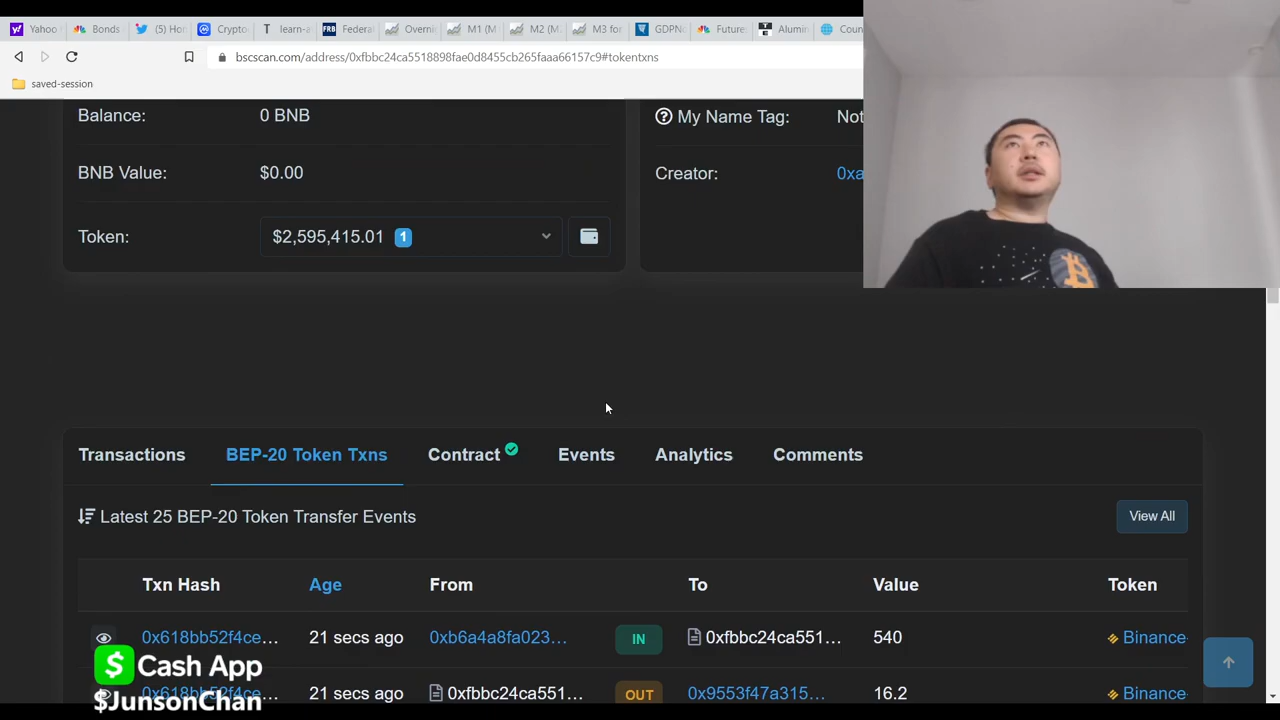 Yahoo Bonds (5) Hor Crypto learn-a FRB Federal Overni M1 (M M2 (M M3 for GDPNo Future Alumin Coun
bscscan.com/address/0xfbbc24ca5518898fae0d8455cb265faaa66157c9#tokentxns
saved-session
Balance: 0 BNB My Name Tag: Not
BNB Value: $0.00 Creator: 0xa
Token: $2,595,415.01 1
Transactions BEP-20 Token Txns Contract Events Analytics Comments
Latest 25 BEP-20 Token Transfer Events View All
Txn Hash Age From To Value Token
0x618bb52f4ce... 21 secs ago 0xb6a4a8fa023... IN 0xfbbc24ca551... 540 Binance-
Cash App
0x618bb52f4ce... 21 secs ago 0xfbbc24ca551... OUT 0x9553f47a315... 16.2 Binance-
$JunsonChan